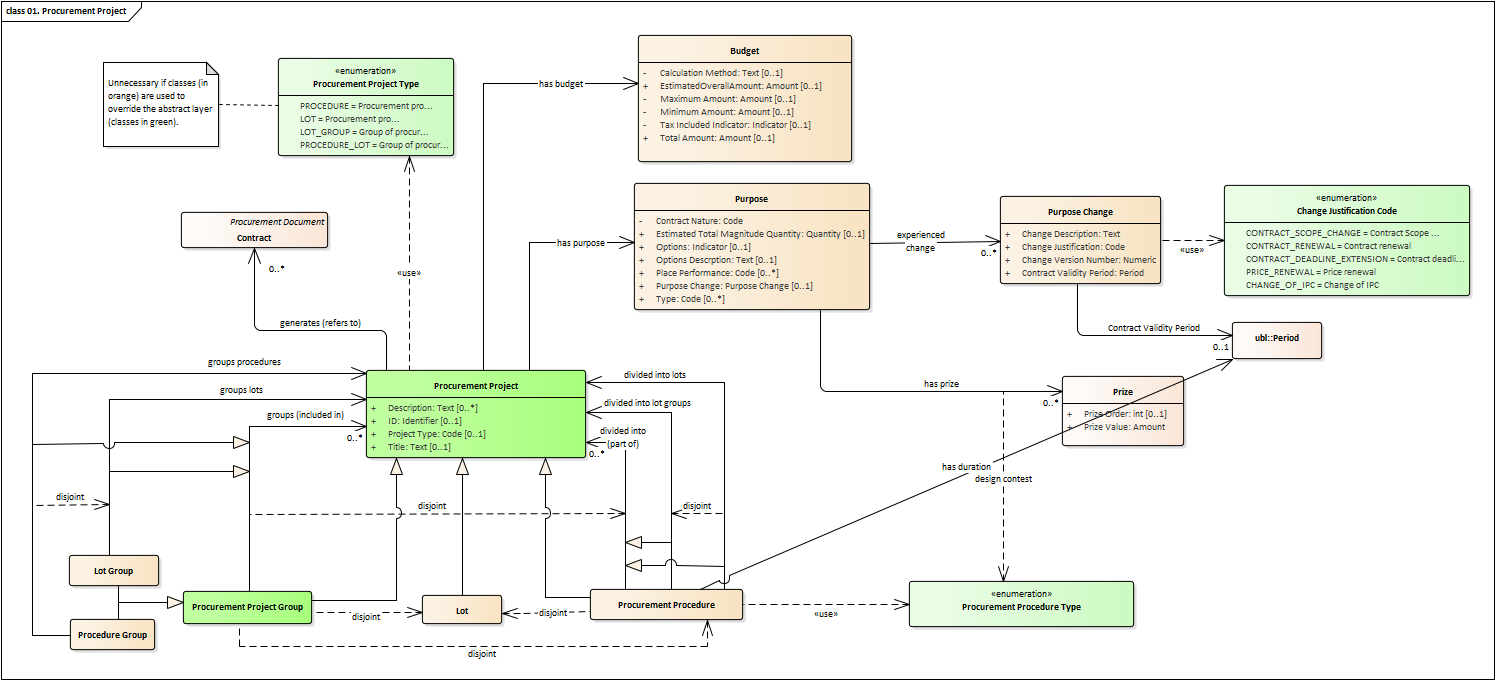 class 01. Procurement Project
Unnecessary if classes (in
orange) are used to
override the abstract layer
(classes in green).
«enumeration»
Procurement Project Type
PROCEDURE = Procurement pro...
LOT = Procurement pro...
LOT_GROUP = Group of procur...
PROCEDURE_LOT = Group of procur...
has budget
Budget
- Calculation Method: Text [0..1]
+ EstimatedOverallAmount: Amount [0..1]
- Maximum Amount: Amount [0..1]
- Minimum Amount: Amount [0..1]
- Tax Included Indicator: Indicator [0..1]
+ Total Amount: Amount [0..1]
Procurement Document
Contract
0..*
generates (refers to)
«use»
has purpose
Purpose
- Contract Nature: Code
+ Estimated Total Magnitude Quantity: Quantity [0..1]
+ Options: Indicator [0..1]
+ Options Descrption: Text [0..1]
+ Place Performance: Code [0..*]
+ Purpose Change: Purpose Change [0..1]
+ Type: Code [0..*]
experienced
change
0..*
Purpose Change
+ Change Description: Text
+ Change Justification: Code
+ Change Version Number: Numeric
+ Contract Validity Period: Period
«use»
«enumeration»
Change Justification Code
CONTRACT_SCOPE_CHANGE = Contract Scope ...
CONTRACT_RENEWAL = Contract renewal
CONTRACT_DEADLINE_EXTENSION = Contract deadli...
PRICE_RENEWAL = Price renewal
CHANGE_OF_IPC = Change of IPC
Contract Validity Period
0..1
ubl::Period
groups procedures
groups lots
groups (included in)
0..*
Procurement Project
+ Description: Text [0..*]
+ ID: Identifier [0..1]
+ Project Type: Code [0..1]
+ Title: Text [0..1]
divided into lots
divided into lot groups
divided into
(part of)
0..*
has prize
0..*
Prize
+ Prize Order: int [0..1]
+ Prize Value: Amount
has duration
design contest
disjoint
disjoint
disjoint
Lot Group
Procurement Project Group
Procedure Group
disjoint
Lot
disjoint
Procurement Procedure
«use»
«enumeration»
Procurement Procedure Type
disjoint